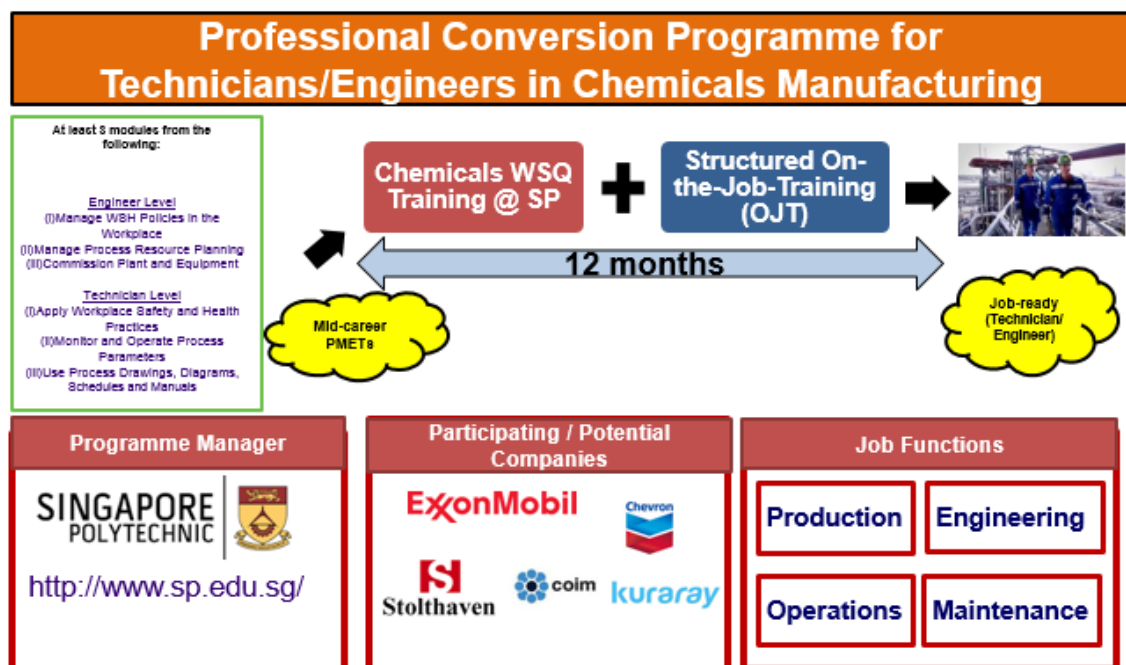 Professional Conversion Programme for
Technicians/Engineers in Chemicals Manufacturing
At least 3 modules from the
following:
Engineer Level
(I)Manage WSH Policies in the
Workplace
(II)Manage Process Resource Planning
(III)Commission Plant and Equipment
Technician Level
(I)Apply Workplace Safety and Health
Practices
(II)Monitor and Operate Process
Parameters
(III)Use Process Drawings, Diagrams,
Schedules and Manuals
Chemicals WSQ
Training @ SP
Structured On-
the-Job-Training
(OJT)
12 months
Mid-career
PMETs
Job-ready
(Technician/
Engineer)
Programme Manager
SINGAPORE
POLYTECHNIC
http://www.sp.edu.sg/
Participating / Potential
Companies
ExxonMobil
Chevron
Stolthaven
coim
kuraray
Job Functions
Production
Engineering
Operations
Maintenance